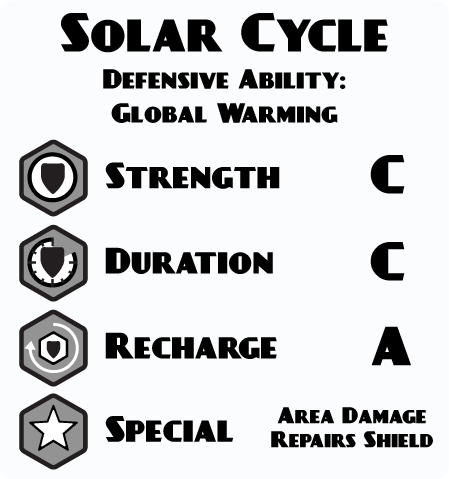 Solar Cycle
Defensive Ability:
Global Warming
Strength C
Duration C
Recharge A
Special Area Damage
Repairs Shield